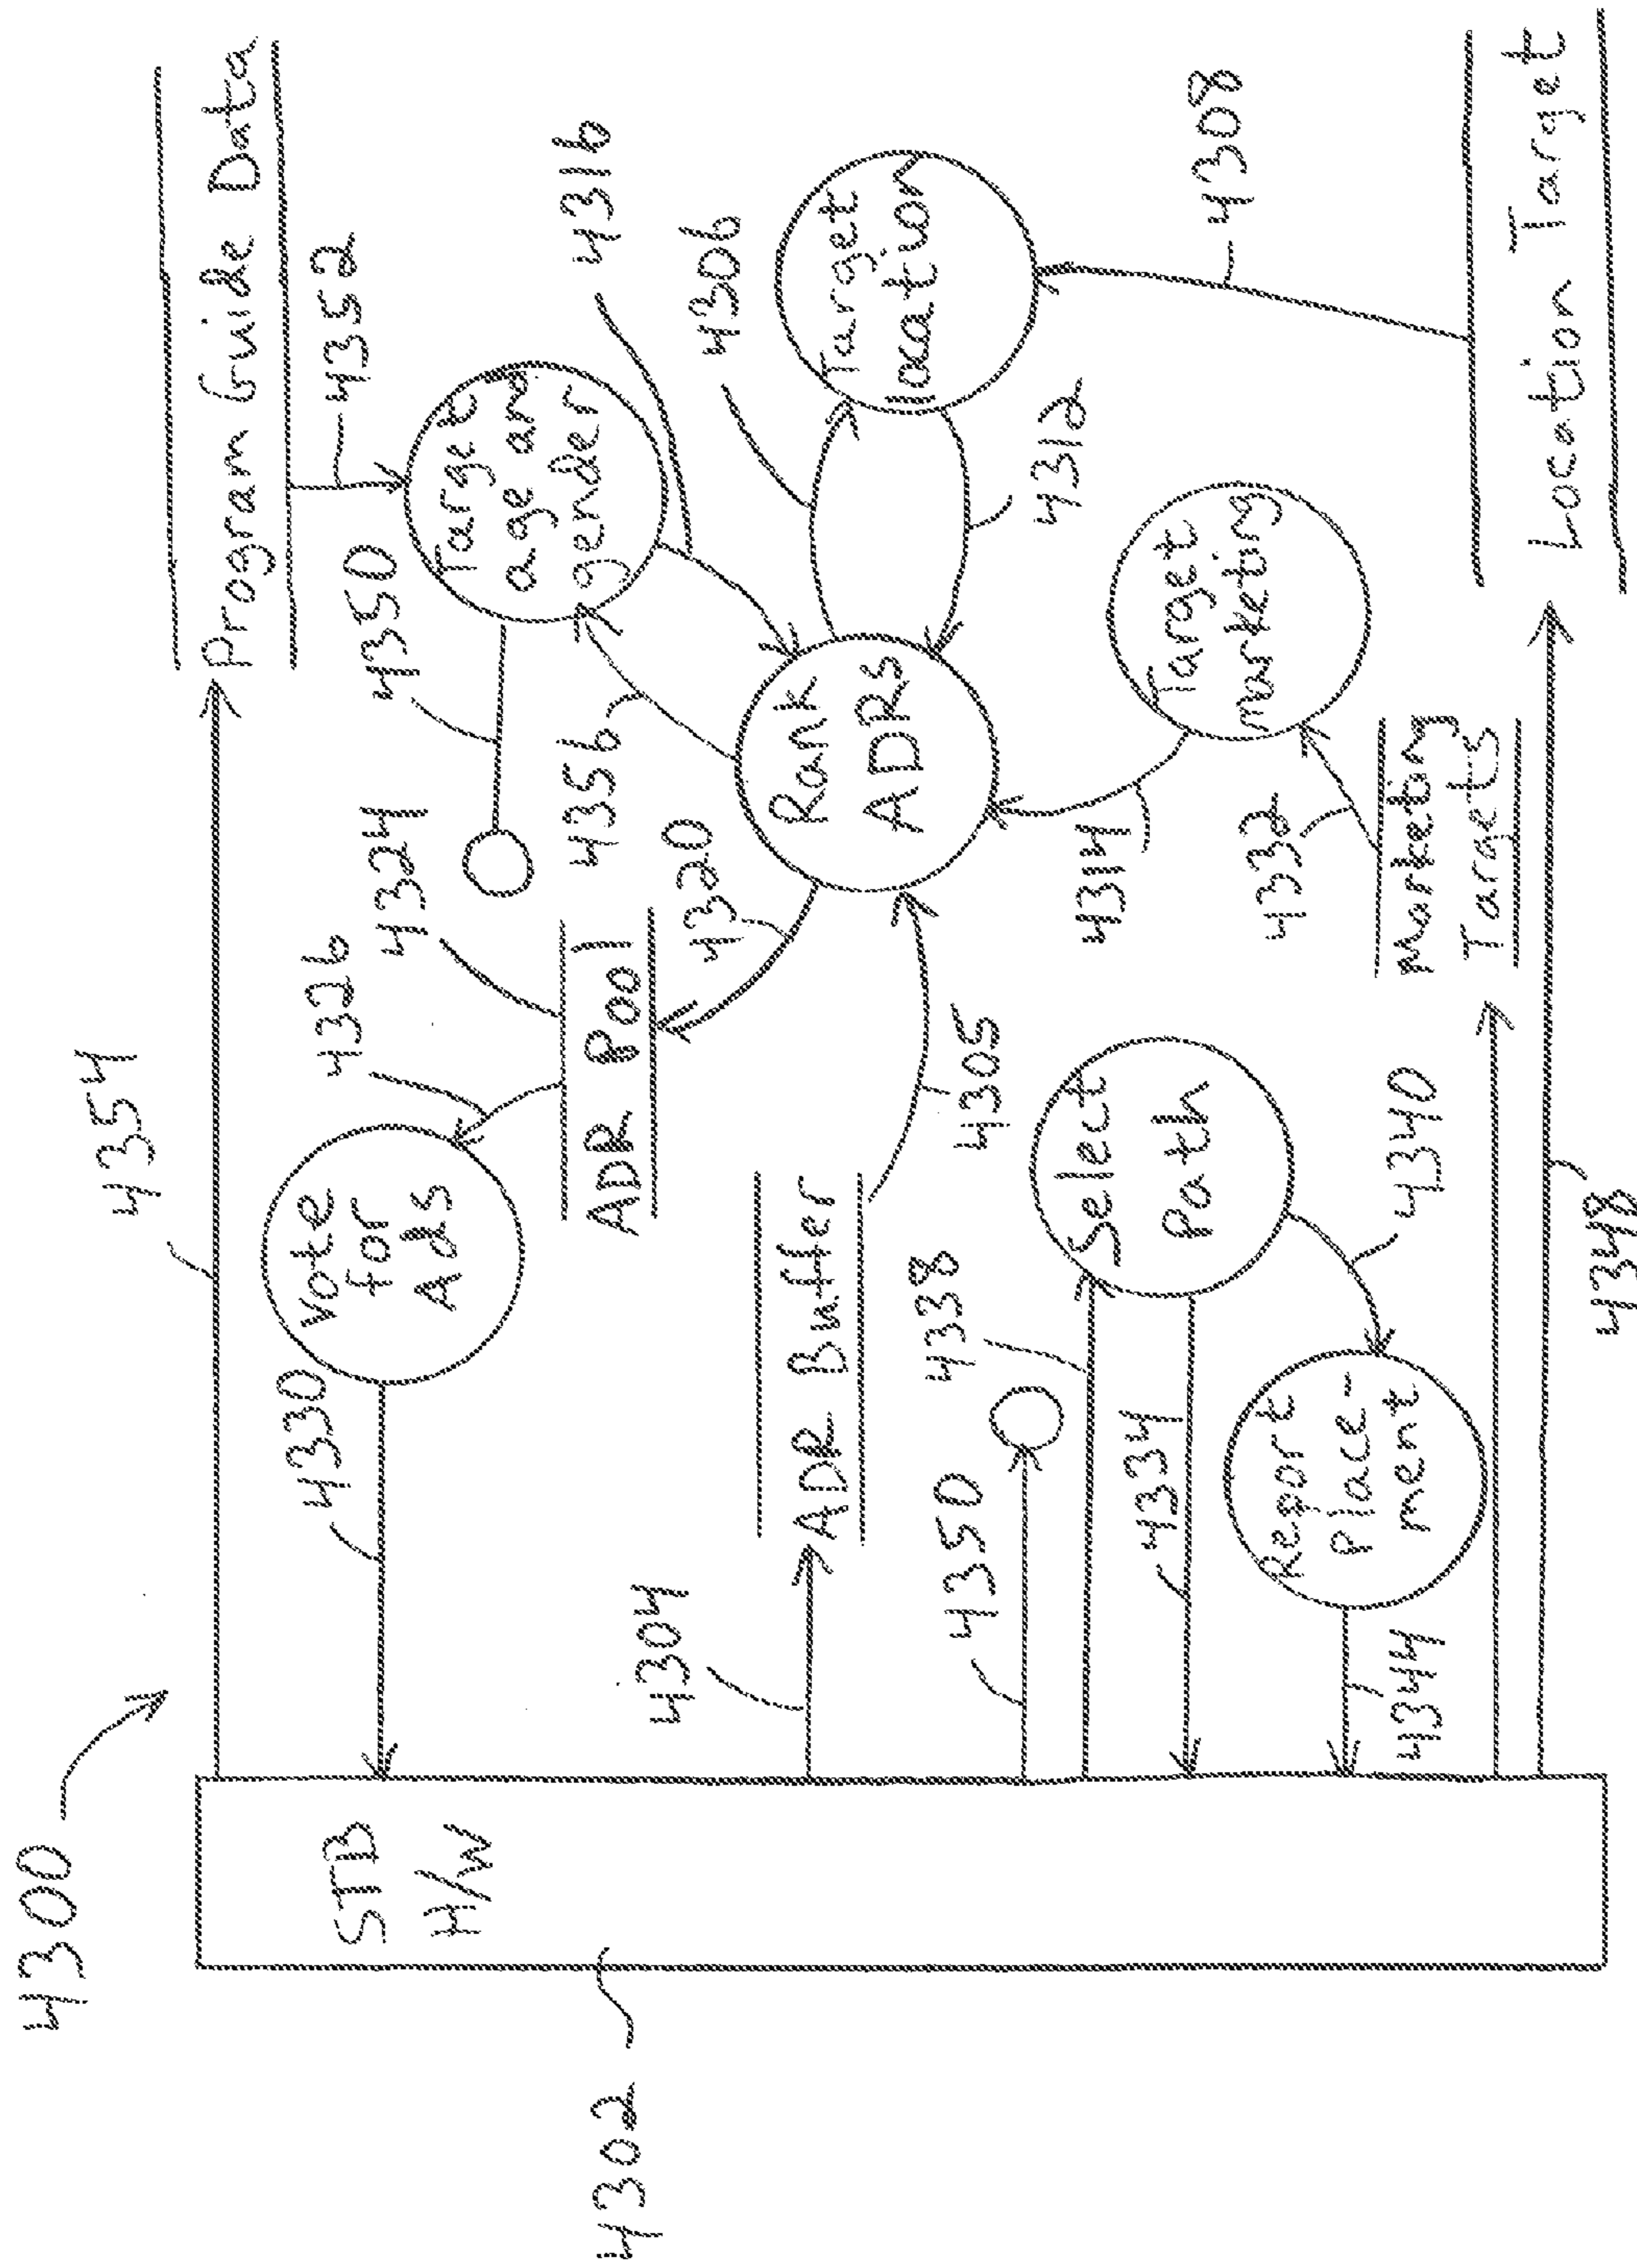 4300
4302
STB
H/W
4354
Program Guide Data
4352
4330
Vote
for
Ads
4326
4324
4350
Target
age and
gender
4316
ADR Pool
4320
4356
4306
Target
location
4304
ADR Buffer
4305
Rank
ADRs
4312
4308
4350
4338
Select
Path
4314
Target
marketing
4334
4340
4332
Report
Place-
ment
4344
Marketing
Targets
4348
Location Target